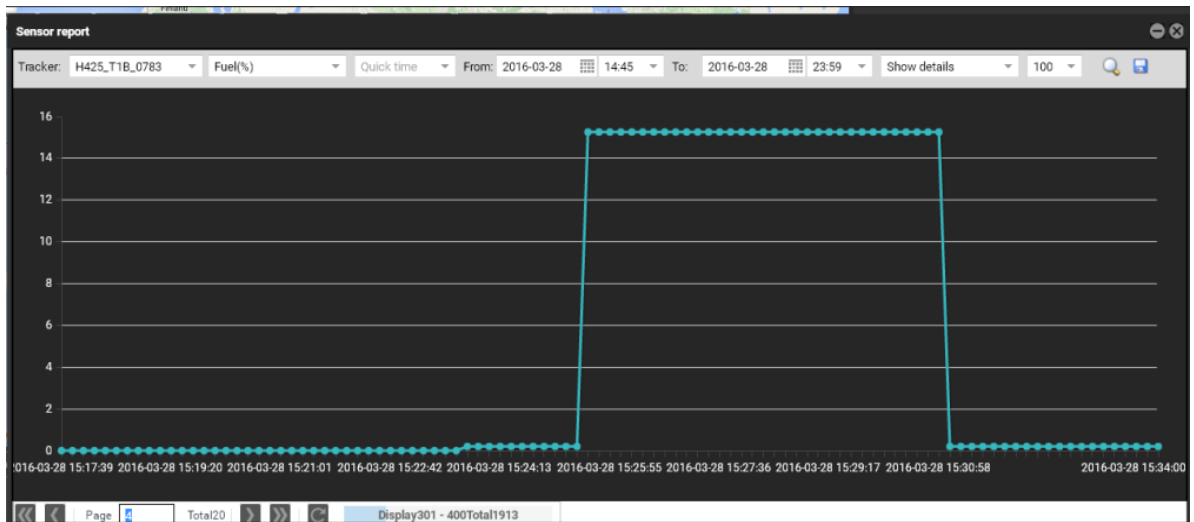 Finland
Sensor report
Tracker: H425_T1B_0783 Fuel(%) Quick time From: 2016-03-28 14:45 To: 2016-03-28 23:59 Show details 100
16
14
12
10
8
6
4
2
0
2016-03-28 15:17:39 2016-03-28 15:19:20 2016-03-28 15:21:01 2016-03-28 15:22:42 2016-03-28 15:24:13 2016-03-28 15:25:55 2016-03-28 15:27:36 2016-03-28 15:29:17 2016-03-28 15:30:58 2016-03-28 15:34:00
Page 4 Total20 Display301 - 400Total1913